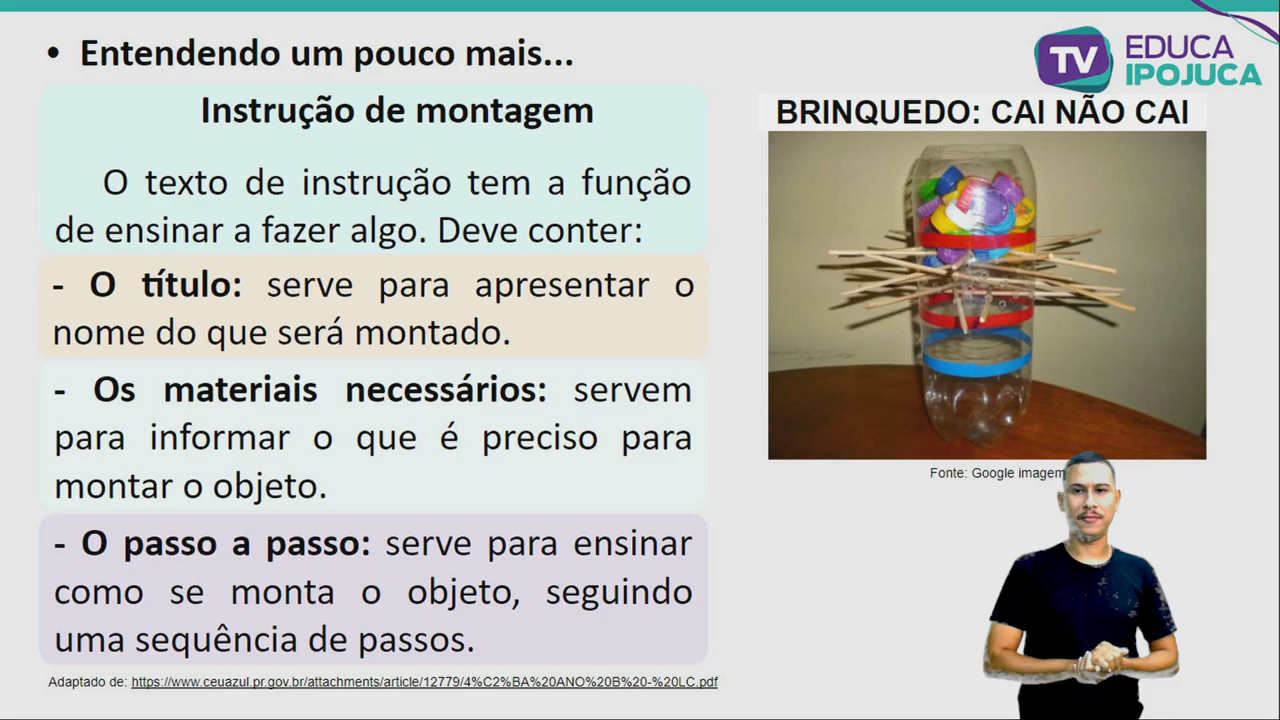 • Entendendo um pouco mais...
Instrução de montagem
O texto de instrução tem a função
de ensinar a fazer algo. Deve conter:
- O título: serve para apresentar o
nome do que será montado.
- Os materiais necessários: servem
para informar o que é preciso para
montar o objeto.
- O passo a passo: serve para ensinar
como se monta o objeto, seguindo
uma sequência de passos.
Adaptado de: https://www.ceuazul.pr.gov.br/attachments/article/12779/4%C2%BA%20ANO%20B%20-%20LC.pdf
TV EDUCA
IPOJUCA
BRINQUEDO: CAI NÃO CAI
Fonte: Google imagem